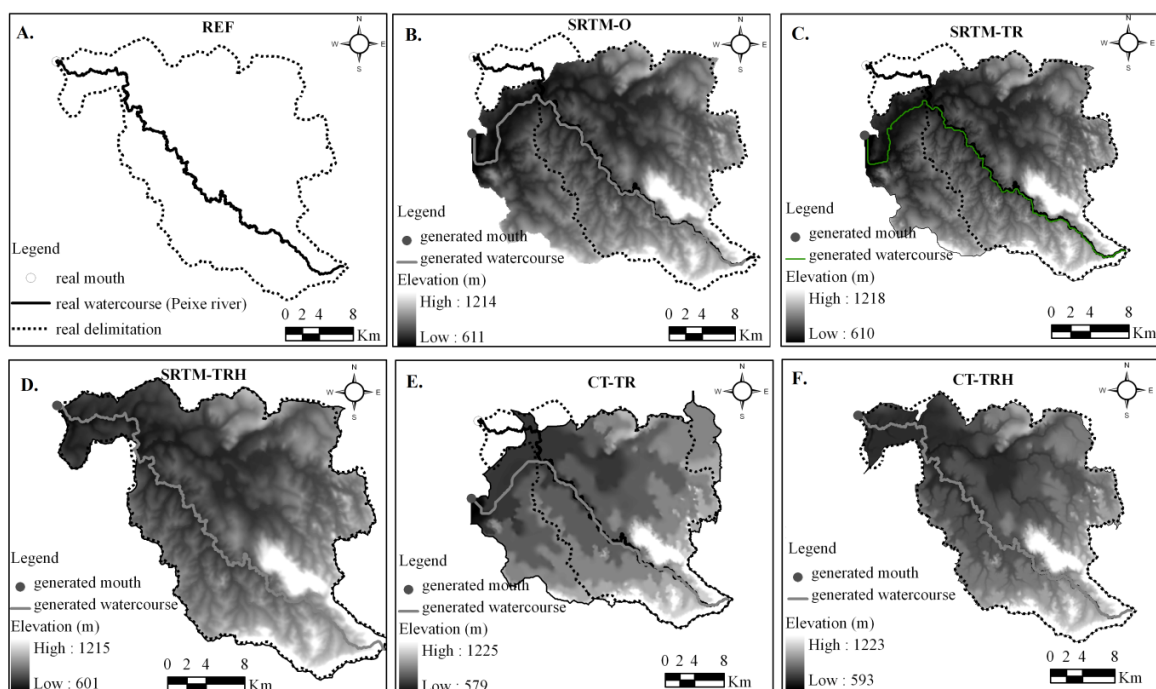 A.
REF
N
W
E
S
Legend
real mouth
real watercourse (Peixe river)
real delimitation
0 2 4 8
Km
B.
SRTM-O
N
W
E
S
Legend
generated mouth
generated watercourse
Elevation (m)
High : 1214
Low : 611
0 2 4 8
Km
C.
SRTM-TR
N
W
E
S
Legend
generated mouth
generated watercourse
Elevation (m)
High : 1218
Low : 610
0 2 4 8
Km
D.
SRTM-TRH
N
W
E
S
Legend
generated mouth
generated watercourse
Elevation (m)
High : 1215
Low : 601
0 2 4 8
Km
E.
CT-TR
N
W
E
S
Legend
generated mouth
generated watercourse
Elevation (m)
High : 1225
Low : 579
0 2 4 8
Km
F.
CT-TRH
N
W
E
S
Legend
generated mouth
generated watercourse
Elevation (m)
High : 1223
Low : 593
0 2 4 8
Km